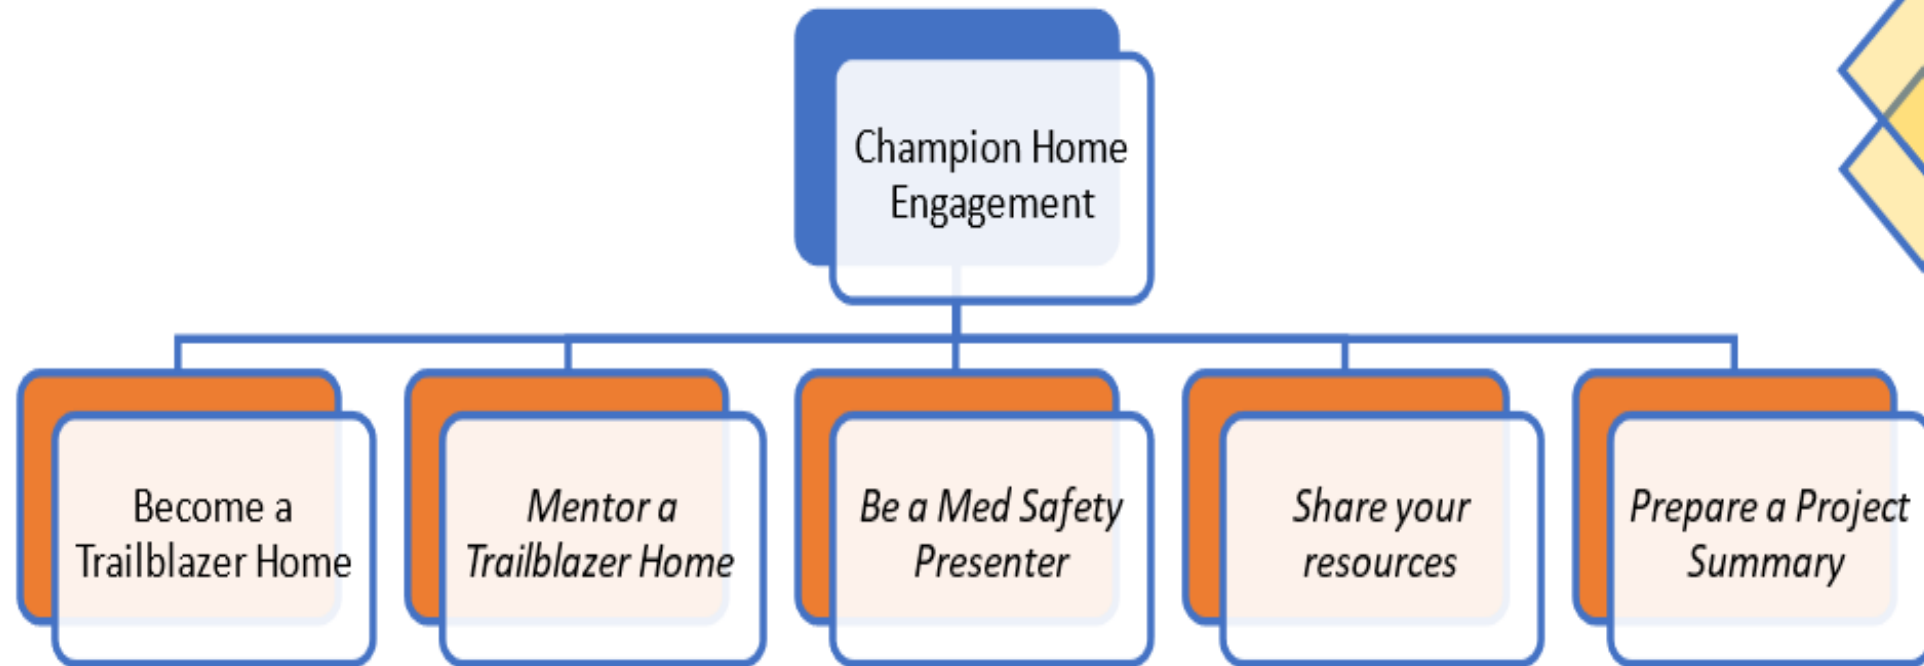 Champion Home
Engagement
Become a
Trailblazer Home
Mentor a
Trailblazer Home
Be a Med Safety
Presenter
Share your
resources
Prepare a Project
Summary